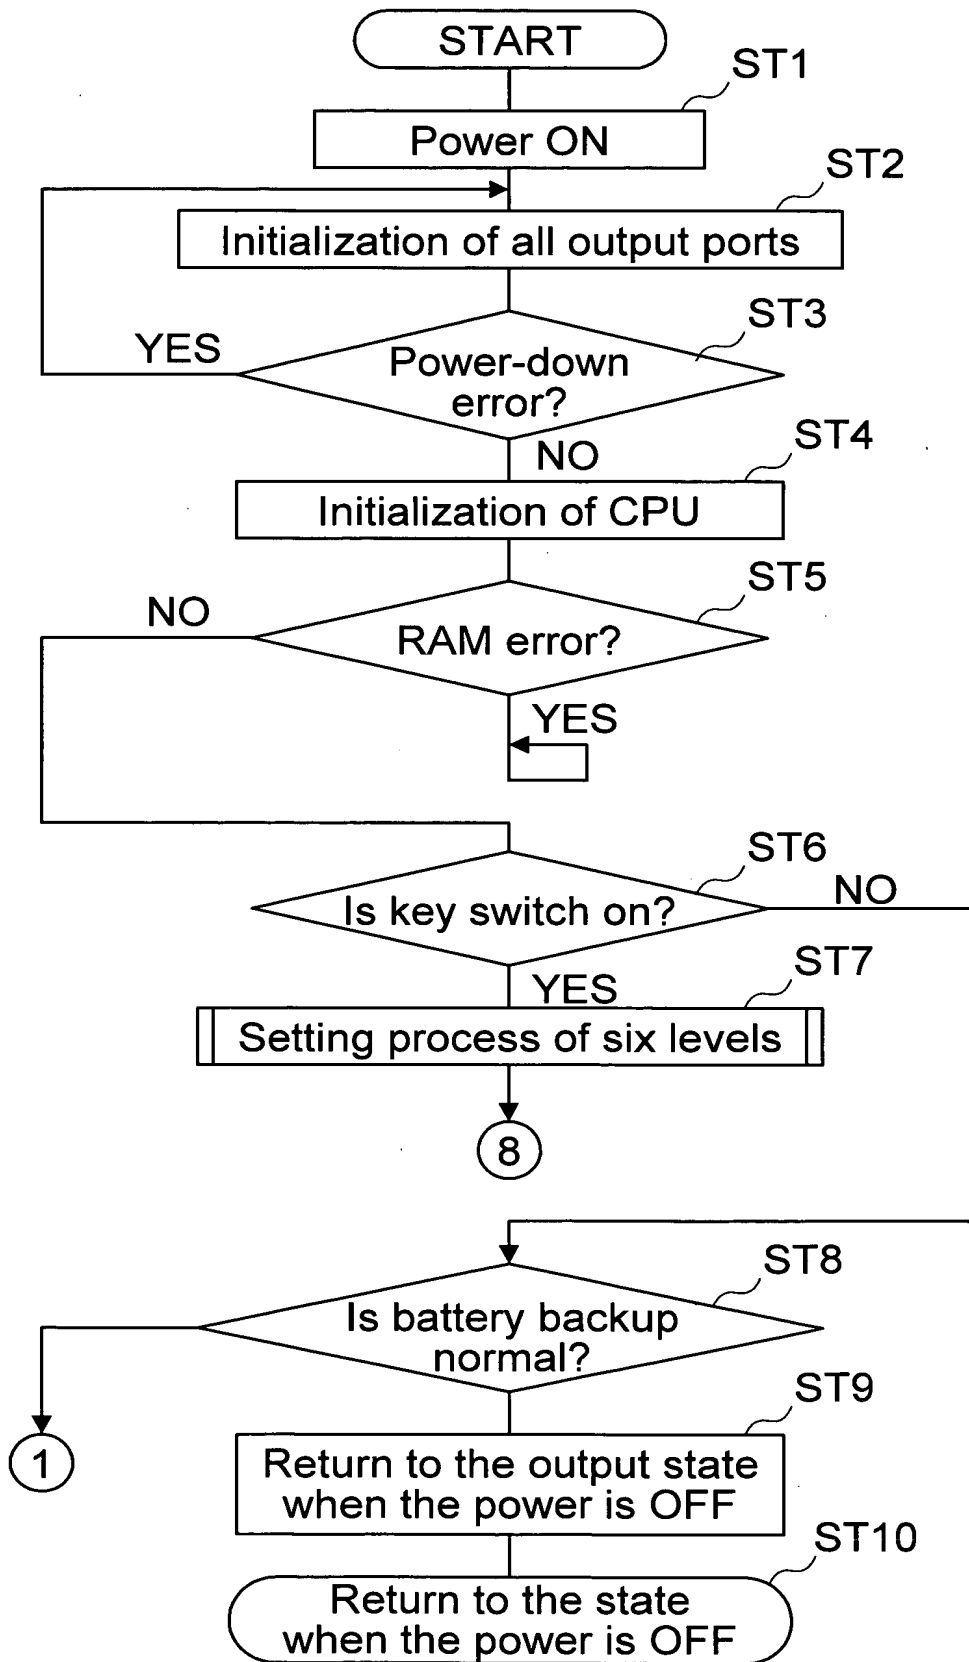 START
ST1
Power ON
ST2
Initialization of all output ports
ST3
YES
Power-down
error?
NO
ST4
Initialization of CPU
ST5
NO
RAM error?
YES
ST6
NO
Is key switch on?
YES
ST7
Setting process of six levels
8
ST8
Is battery backup
normal?
1
ST9
Return to the output state
when the power is OFF
ST10
Return to the state
when the power is OFF